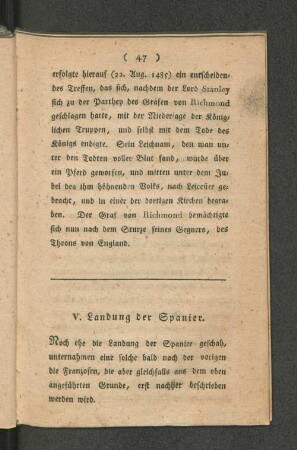 ( 47 )
erfolgte hierauf (22. Aug. 1485) ein entscheiden-
des Treffen, das sich, nachdem der Lord Stanley
sich zu der Parthey des Grafen von Richmond
geschlagen hatte, mit der Niederlage der König-
lichen Truppen, und selbst mit dem Tode des
Königs endigte. Sein Leichnam, den man un-
ter den Todten voller Blut fand, wurde über
ein Pferd geworfen, und mitten unter dem Ju-
bel des ihm höhnenden Volks, nach Leicester ge-
bracht, und in einer der dortigen Kirchen begra-
ben. Der Graf von Richmond bemächtigte
sich nun nach dem Sturze seines Gegners, des
Throns von England.
V. Landung der Spanier.
Noch ehe die Landung der Spanier geschah,
unternahmen eine solche bald nach der vorigen
die Franzosen, die aber gleichfalls aus dem oben
angeführten Grunde, erst nachher beschrieben
werden wird.